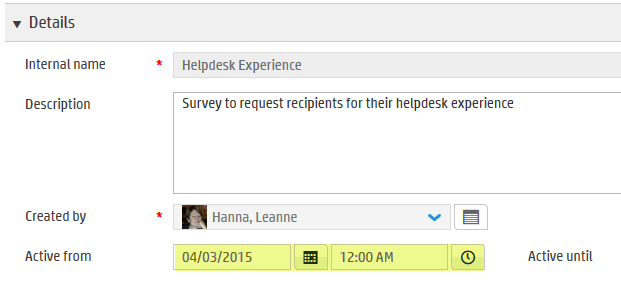 Details
Internal name * Helpdesk Experience
Description Survey to request recipients for their helpdesk experience
Created by * Hanna, Leanne
Active from 04/03/2015 12:00 AM Active until